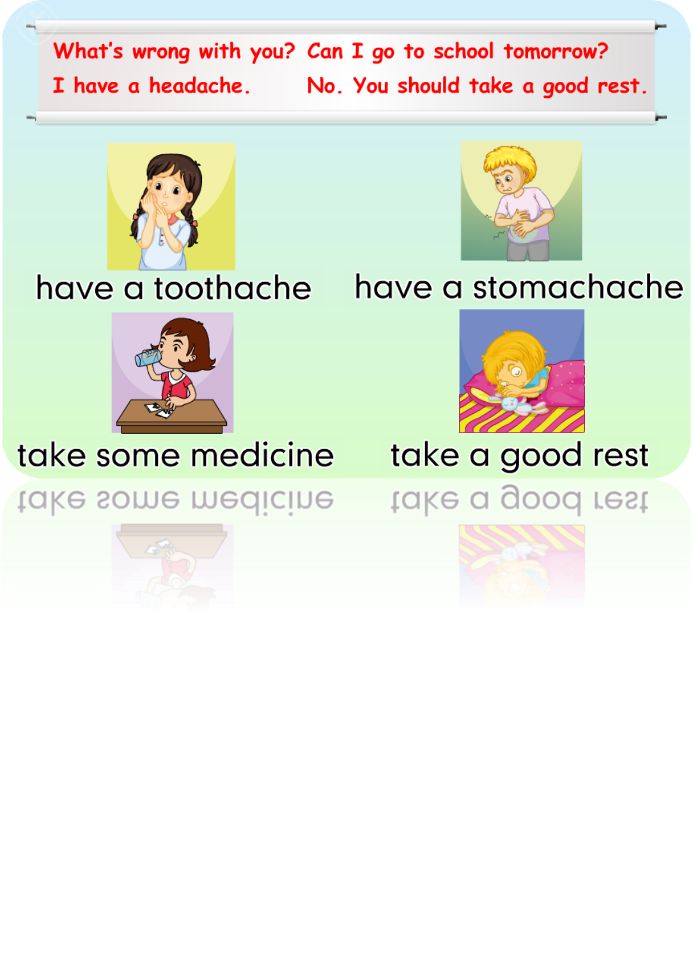 What's wrong with you? Can I go to school tomorrow?
I have a headache. No. You should take a good rest.
have a toothache have a stomachache
take some medicine take a good rest
take some medicine take a good rest